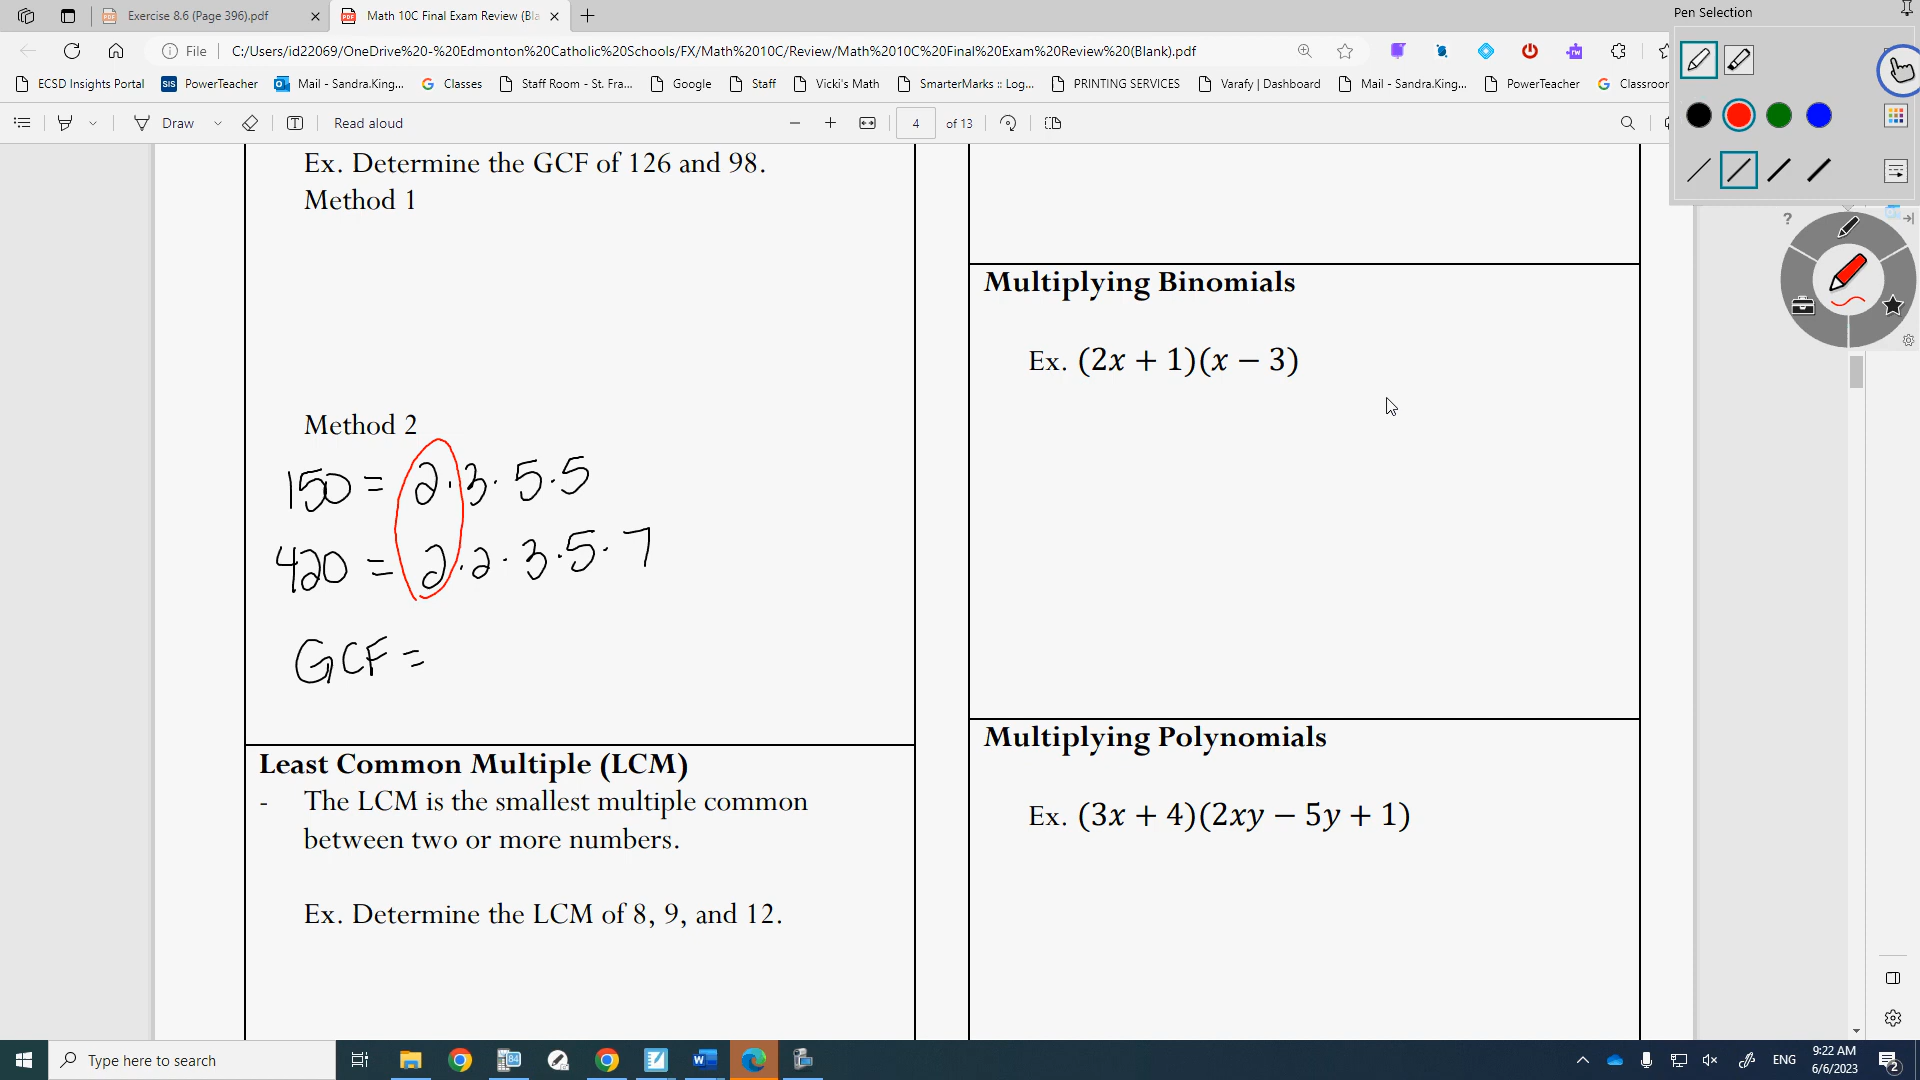 Exercise 8.6 (Page 396).pdf
Math 10C Final Exam Review (Bla
Pen Selection
File
C:/Users/id22069/OneDrive%20-%20Edmonton%20Catholic%20Schools/FX/Math%2010C/Review/Math%2010C%20Final%20Exam%20Review%20(Blank).pdf
ECSD Insights Portal
SIS PowerTeacher
Mail - Sandra.King...
Classes
Staff Room - St. Fra...
Google
Staff
Vicki's Math
SmarterMarks :: Log...
PRINTING SERVICES
Varafy | Dashboard
Mail - Sandra.King...
PowerTeacher
Classroom
Draw
Read aloud
4 of 13
Ex. Determine the GCF of 126 and 98.
Method 1
Method 2
150 = 2 · 3 · 5 · 5
420 = 2 · 2 · 3 · 5 · 7
GCF =
Least Common Multiple (LCM)
- The LCM is the smallest multiple common
between two or more numbers.
Ex. Determine the LCM of 8, 9, and 12.
Multiplying Binomials
Ex. (2x + 1)(x − 3)
Multiplying Polynomials
Ex. (3x + 4)(2xy − 5y + 1)
?
Type here to search
84
ENG
9:22 AM
6/6/2023
2